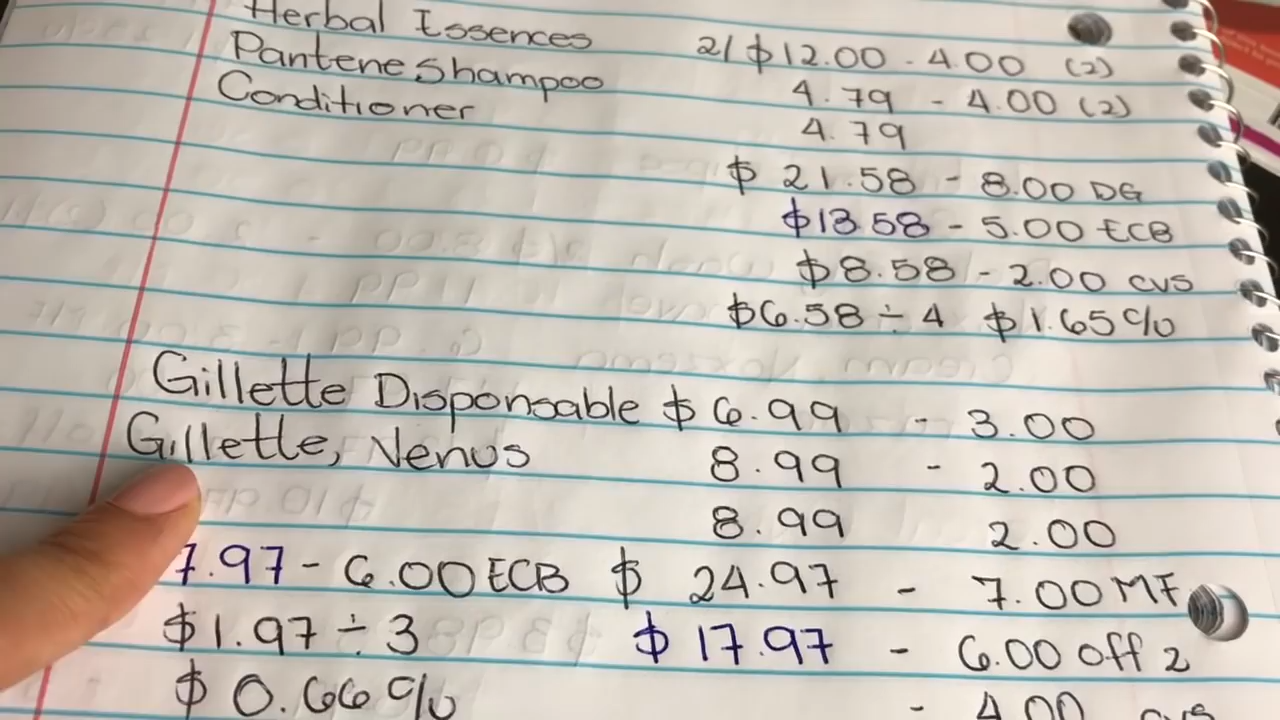 Herbal Essences 2/$12.00 - 4.00 (2)
Pantene Shampoo 4.79 - 4.00 (2)
Conditioner 4.79
$ 21.58 - 8.00 DG
$13.58 - 5.00 ECB
$8.58 - 2.00 CVS
$6.58 ÷ 4 $1.65 c/u
Gillette Disponsable $6.99 - 3.00
Gillette, Venus 8.99 - 2.00
8.99 2.00
7.97 - 6.00 ECB $ 24.97 - 7.00 MF
$1.97 ÷ 3 $17.97 - 6.00 off 2
$0.66 c/u - 4.00 cvs